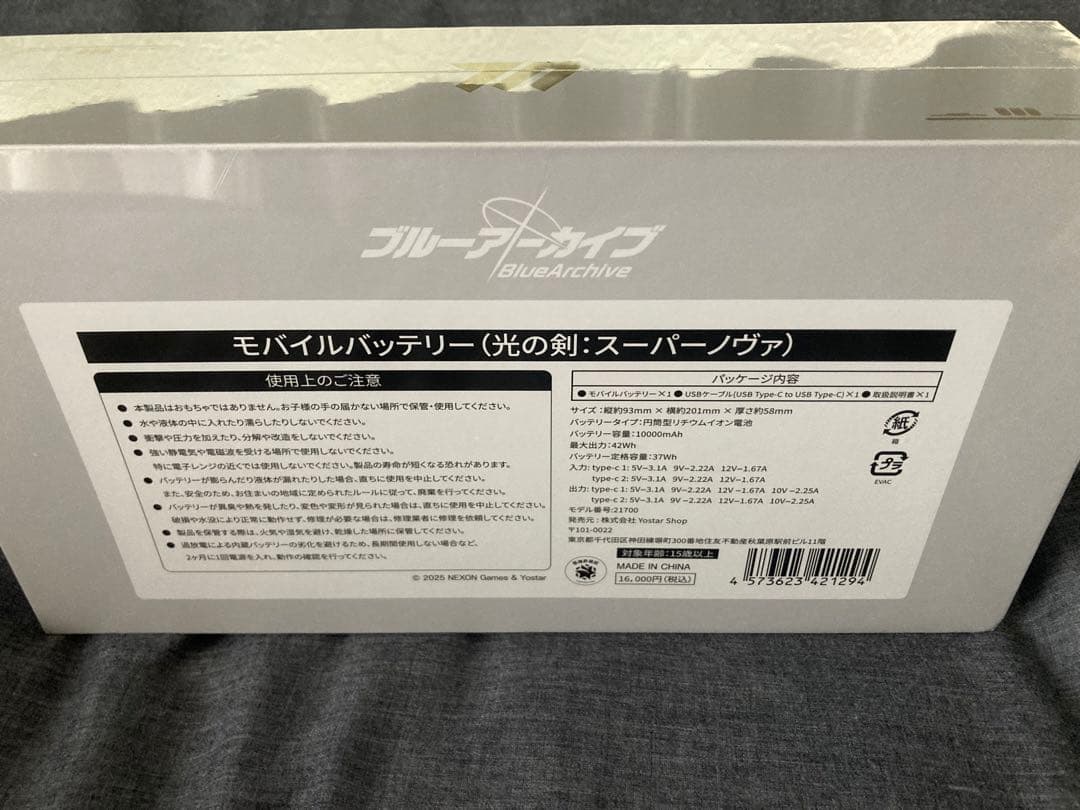 ブルーアーカイブ
BlueArchive
モバイルバッテリー(光の剣:スーパーノヴァ)
使用上のご注意
● 本製品はおもちゃではありません。お子様の手の届かない場所で保管・使用してください。
● 水や液体の中に入れたり濡らしたりしないでください。
● 衝撃や圧力を加えたり、分解や改造をしないでください。
● 強い静電気や電磁波を受ける場所で使用しないでください。
特に電子レンジの近くでは使用しないでください。製品の寿命が短くなる恐れがあります。
● バッテリーが膨らんだり液体が漏れたりした場合、直ちに使用を中止してください。
また、安全のため、お住まいの地域に定められたルールに従って、廃棄を行ってください。
● バッテリーが異臭や熱を発したり、変色や変形が見られた場合は、直ちに使用を中止してください。
破損や水没により正常に動作せず、修理が必要な場合は、修理業者に修理を依頼してください。
● 製品を保管する際は、火気や湿気を避け、乾燥した場所に保管してください。
● 過放電による内蔵バッテリーの劣化を避けるため、長期間使用しない場合など、
2ヶ月に1回電源を入れ、動作の確認を行ってください。
© 2025 NEXON Games & Yostar
パッケージ内容
● モバイルバッテリー×1 ● USBケーブル(USB Type-C to USB Type-C)×1 ● 取扱説明書×1
サイズ:縦約93mm × 横約201mm × 厚さ約58mm
バッテリータイプ:円筒型リチウムイオン電池
バッテリー容量:10000mAh
最大出力:42Wh
バッテリー定格容量:37Wh
入力: type-c 1: 5V⎓3.1A 9V⎓2.22A 12V⎓1.67A
type-c 2: 5V⎓3.1A 9V⎓2.22A 12V⎓1.67A
出力: type-c 1: 5V⎓3.1A 9V⎓2.22A 12V⎓1.67A 10V⎓2.25A
type-c 2: 5V⎓3.1A 9V⎓2.22A 12V⎓1.67A 10V⎓2.25A
モデル番号:21700
発売元: 株式会社 Yostar Shop
〒101-0022
東京都千代田区神田練塀町300番地住友不動産秋葉原駅前ビル11階
対象年齢:15歳以上
MADE IN CHINA
16,000円(税込)
4 573623 421294
紙
箱
プラ
EVAC